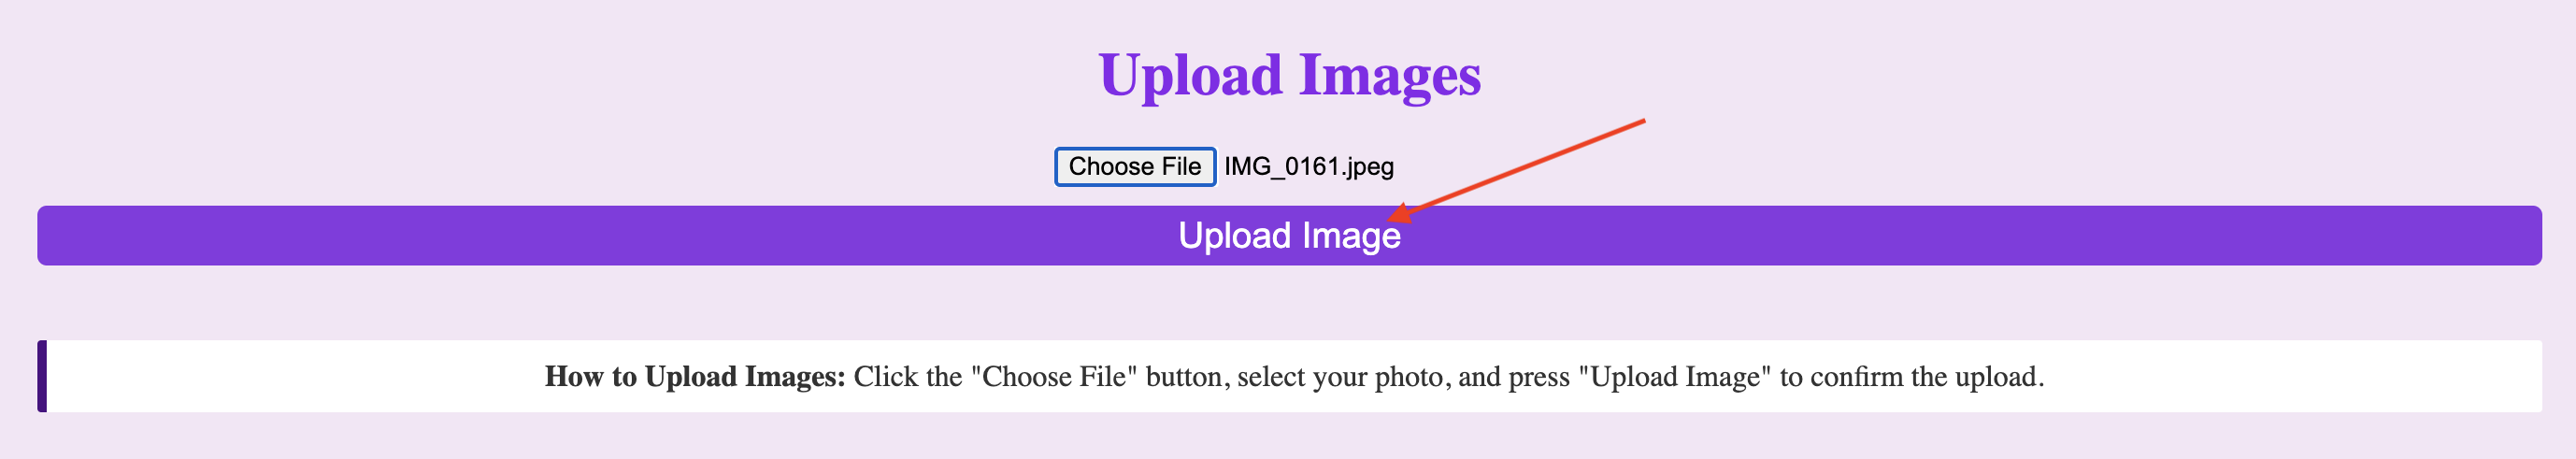 Upload Images
Choose File IMG_0161.jpeg
Upload Image
How to Upload Images: Click the "Choose File" button, select your photo, and press "Upload Image" to confirm the upload.